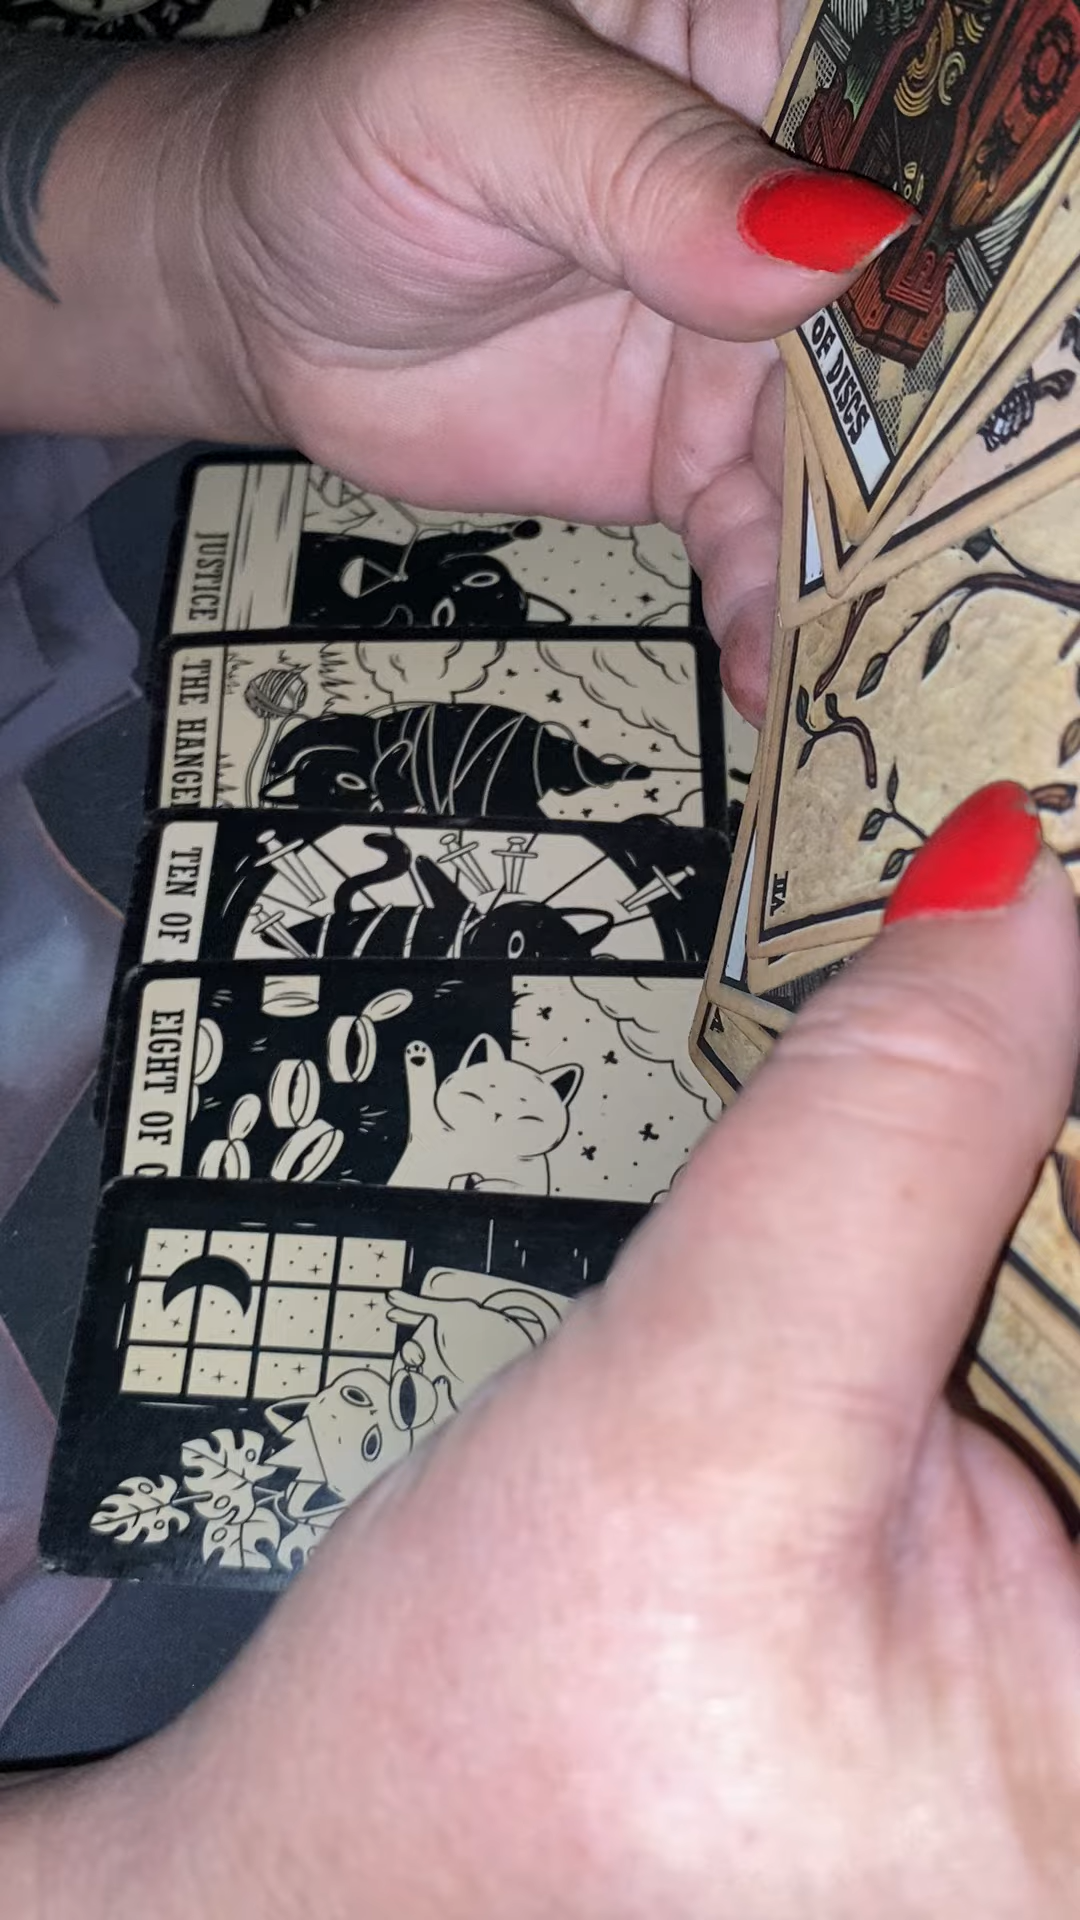 OF DISCS
JUSTICE
THE HANGE
TEN OF
EIGHT OF